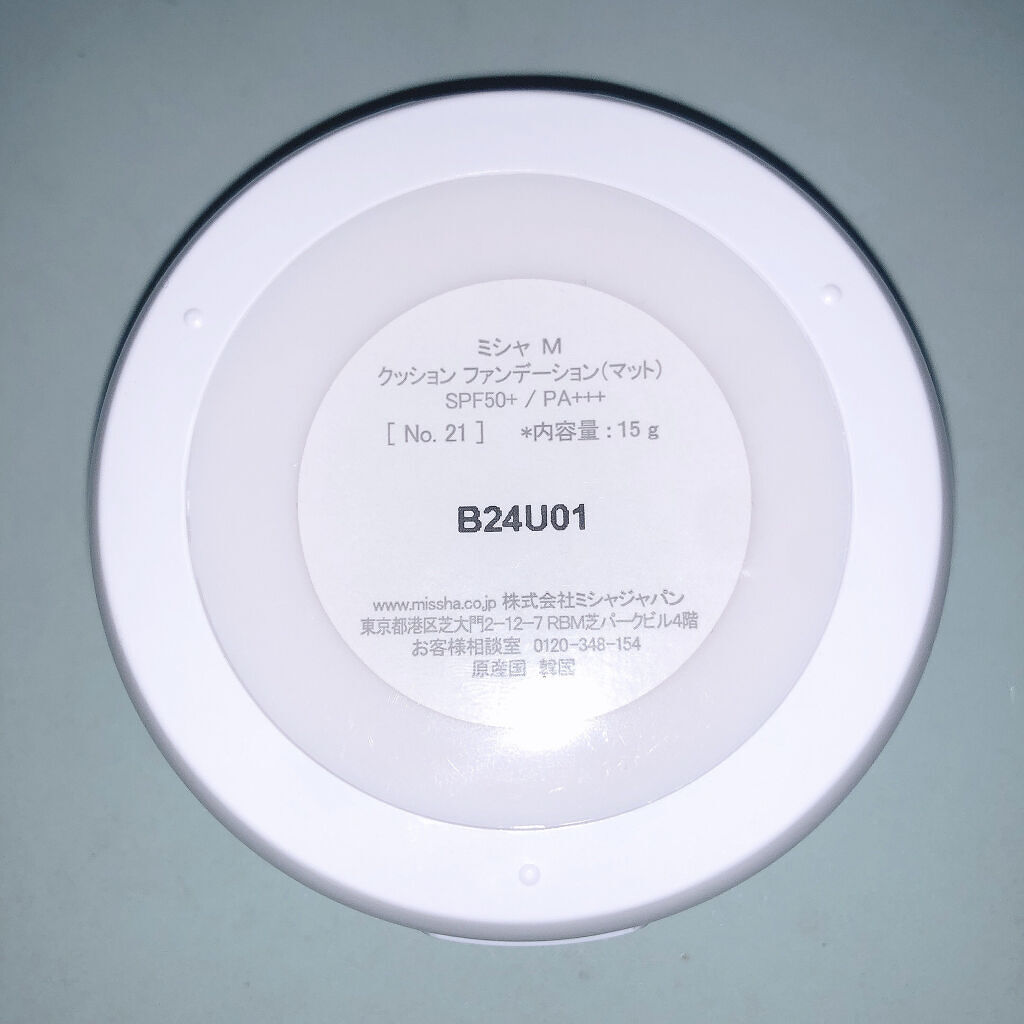 ミシャ M
クッション ファンデーション(マット)
SPF50+ / PA+++
[ No. 21 ] *内容量 : 15 g
B24U01
www.missha.co.jp 株式会社ミシャジャパン
東京都港区芝大門2-12-7 RBM芝パークビル4階
お客様相談室 0120-348-154
原産国 韓国